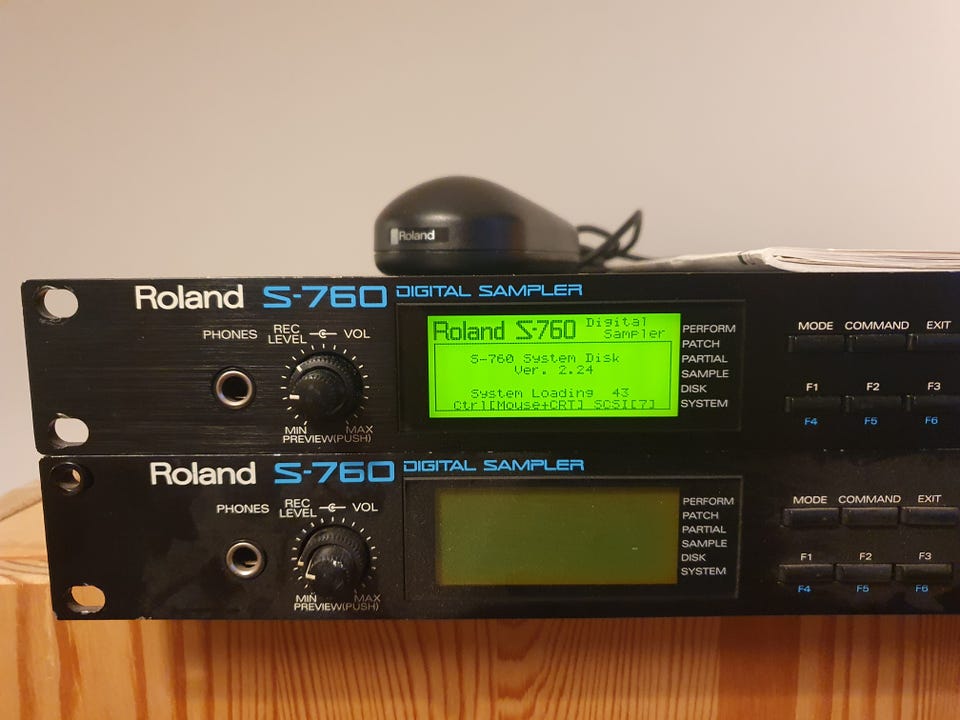 Roland
Roland S-760 DIGITAL SAMPLER
PHONES
REC LEVEL
VOL
MIN
MAX
PREVIEW(PUSH)
Roland S-760 Digital Sampler
S-760 System Disk
Ver. 2.24
System Loading 43
Ctrl[Mouse+CRT] SCSI[7]
PERFORM
PATCH
PARTIAL
SAMPLE
DISK
SYSTEM
MODE COMMAND EXIT
F1 F2 F3
F4 F5 F6
Roland S-760 DIGITAL SAMPLER
PHONES
REC LEVEL
VOL
MIN
MAX
PREVIEW(PUSH)
PERFORM
PATCH
PARTIAL
SAMPLE
DISK
SYSTEM
MODE COMMAND EXIT
F1 F2 F3
F4 F5 F6